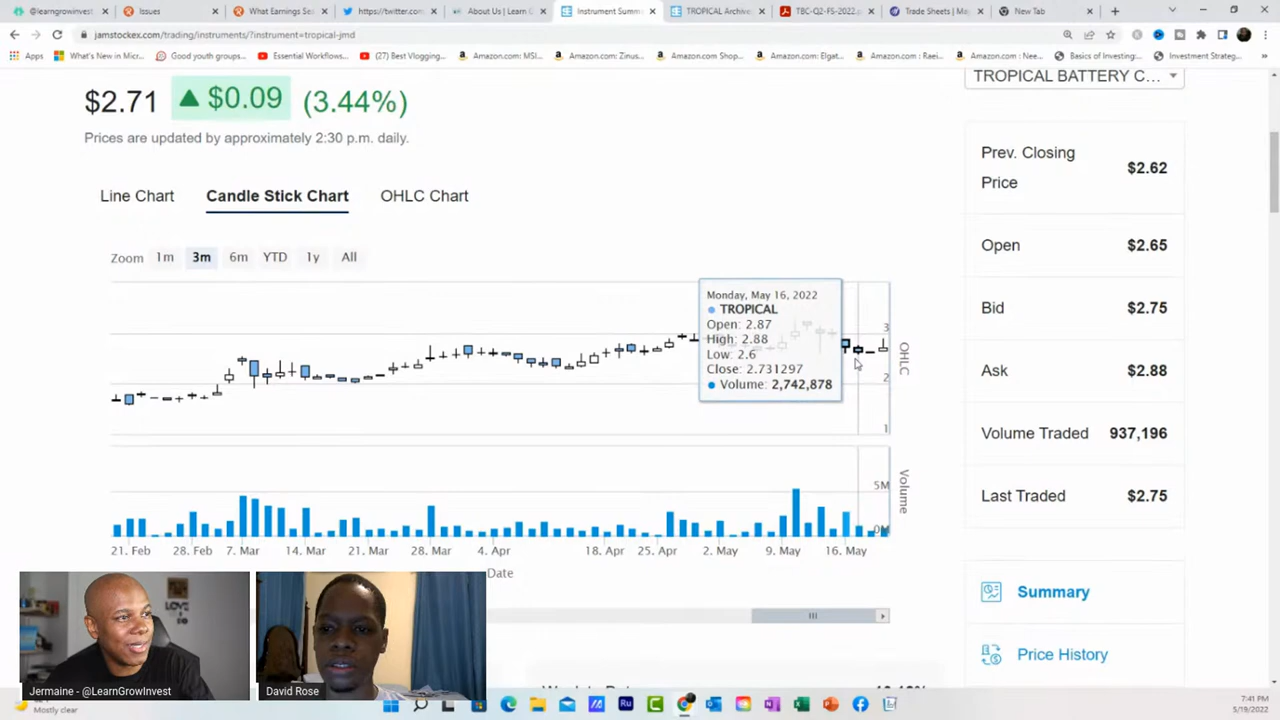 @learngrowinvest
Issues
What Earnings Se
https://twitter.com
About Us | Learn G
Instrument Summ
TROPICAL Archive
TBC-Q2-FS-2022.p
Trade Sheets | Ma
New Tab
jamstockex.com/trading/instruments/?instrument=tropical-jmd
Apps
What's New in Micr...
Good youth groups...
Essential Workflows...
(27) Best Vlogging...
Amazon.com: MSI...
Amazon.com: Zinus...
Amazon.com Shop...
Amazon.com : Elgat...
Amazon.com : Raei...
Amazon.com : Nee...
Basics of Investing:...
Investment Strateg...
$2.71 $0.09 (3.44%)
Prices are updated by approximately 2:30 p.m. daily.
Line Chart
Candle Stick Chart
OHLC Chart
Zoom 1m 3m 6m YTD 1y All
Monday, May 16, 2022
TROPICAL
Open: 2.87
High: 2.88
Low: 2.6
Close: 2.731297
Volume: 2,742,878
3
2
1
OHLC
5M
0M
Volume
21. Feb 28. Feb 7. Mar 14. Mar 21. Mar 28. Mar 4. Apr 18. Apr 25. Apr 2. May 9. May 16. May
Date
TROPICAL BATTERY C...
Prev. Closing Price $2.62
Open $2.65
Bid $2.75
Ask $2.88
Volume Traded 937,196
Last Traded $2.75
Summary
Price History
Jermaine - @LearnGrowInvest
David Rose
Mostly clear
7:41 PM
5/19/2022